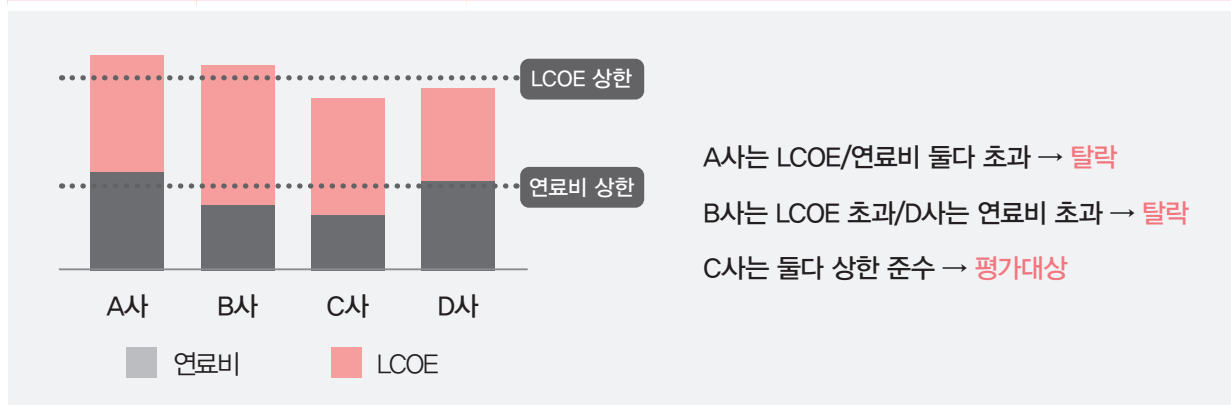 LCOE 상한
연료비 상한
A사
B사
C사
D사
연료비
LCOE
A사는 LCOE/연료비 둘다 초과 → 탈락
B사는 LCOE 초과/D사는 연료비 초과 → 탈락
C사는 둘다 상한 준수 → 평가대상